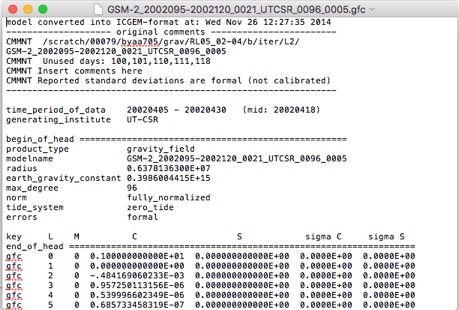 GSM-2_2002095-2002120_0021_UTCSR_0096_0005.gfc
model converted into ICGEM-format at: Wed Nov 26 12:27:35 2014
------------------- original comments -------------------
CMMNT /scratch/00079/byaa705/grav/RL05_02-04/b/iter/L2/
GSM-2_2002095-2002120_0021_UTCSR_0096_0005
CMMNT Unused days: 100,101,110,111,118
CMMNT Insert comments here
CMMNT Reported standard deviations are formal (not calibrated)
---------------------------------------------------------
time_period_of_data 20020405 - 20020430 (mid: 20020418)
generating_institute UT-CSR
begin_of_head =================================================
product_type gravity_field
modelname GSM-2_2002095-2002120_0021_UTCSR_0096_0005
radius 0.6378136300E+07
earth_gravity_constant 0.3986004415E+15
max_degree 96
norm fully_normalized
tide_system zero_tide
errors formal
key L M C S sigma C sigma S
end_of_head =================================================
gfc 0 0 0.100000000000E+01 0.000000000000E+00 0.0000E+00 0.0000E+00
gfc 1 0 0.000000000000E+00 0.000000000000E+00 0.0000E+00 0.0000E+00
gfc 2 0 -.484169060233E-03 0.000000000000E+00 0.0000E+00 0.0000E+00
gfc 3 0 0.957250113156E-06 0.000000000000E+00 0.0000E+00 0.0000E+00
gfc 4 0 0.539996602349E-06 0.000000000000E+00 0.0000E+00 0.0000E+00
gfc 5 0 0.685733458319E-07 0.000000000000E+00 0.0000E+00 0.0000E+00